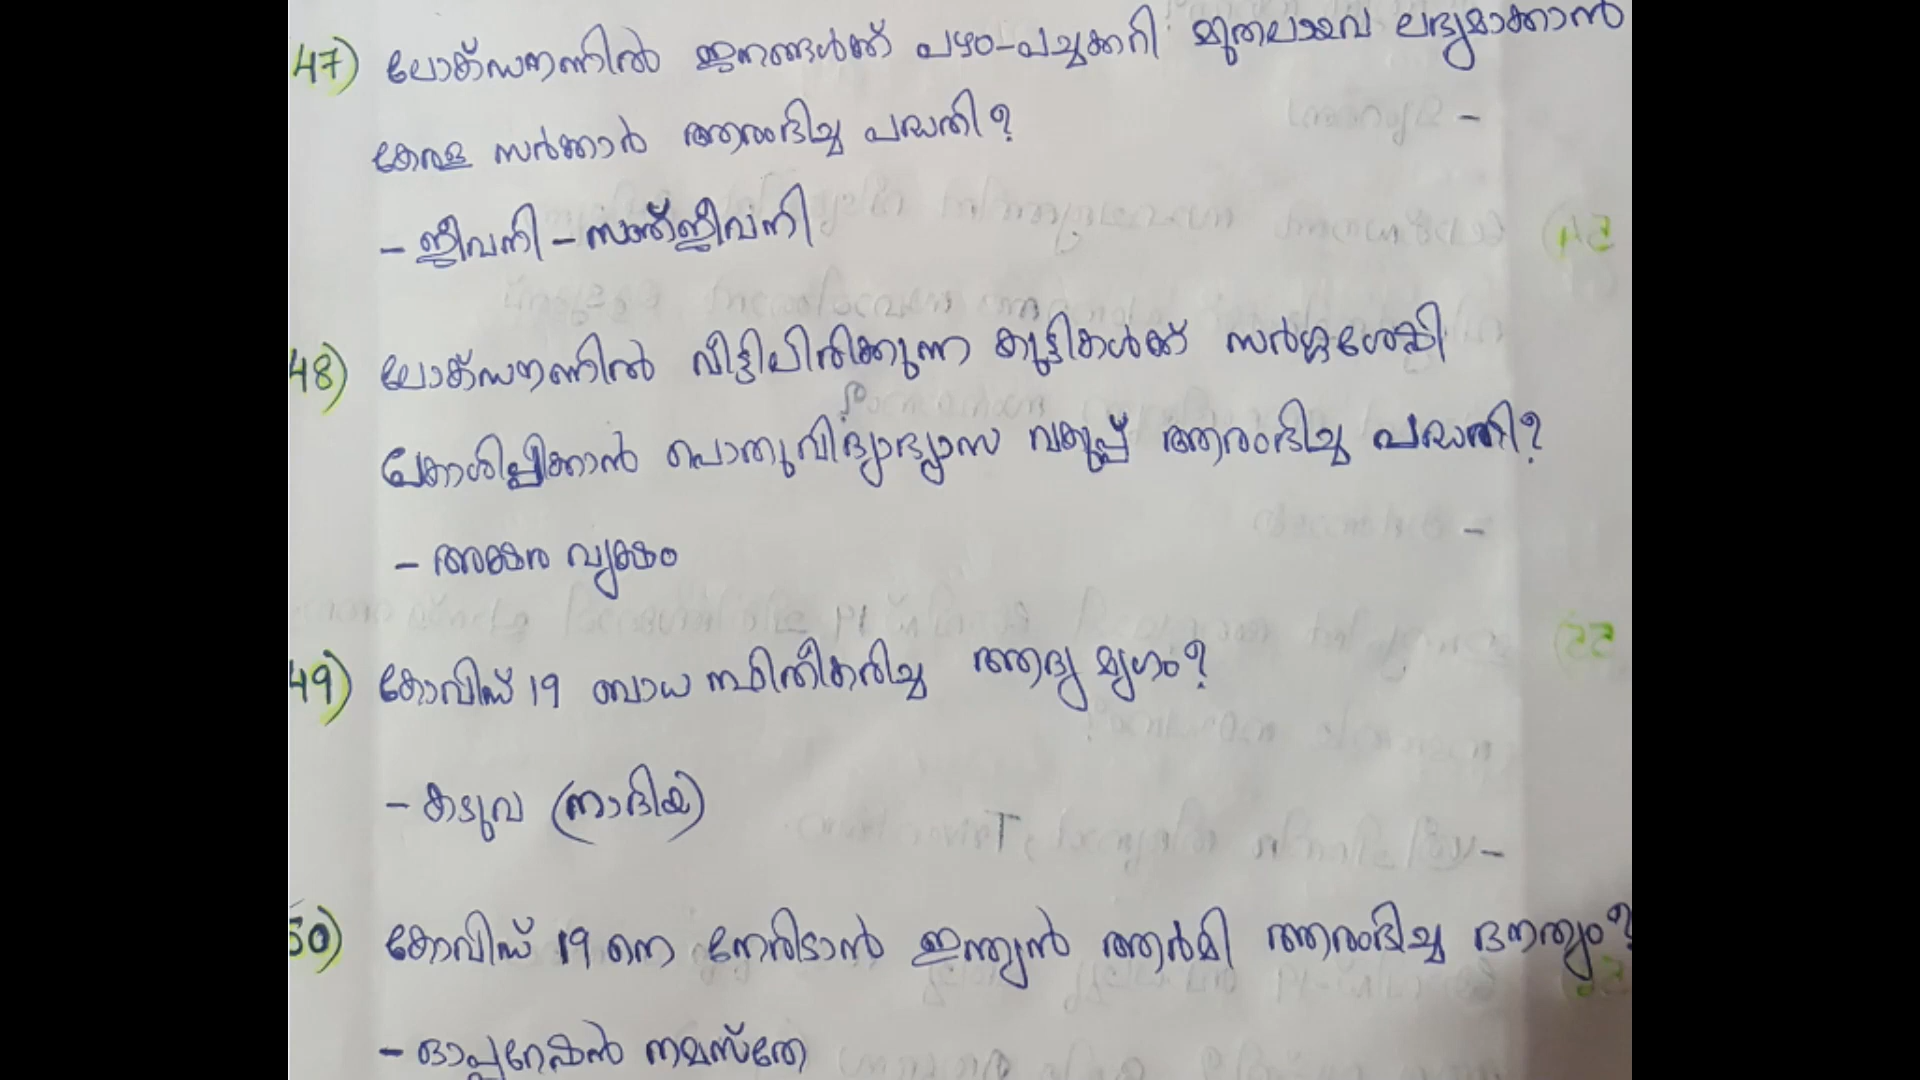 47) ലോക്ഡൗണിൽ ജനങ്ങൾക്ക് പഴം-പച്ചക്കറി മുതലായവ ലഭ്യമാക്കാൻ
കേരള സർക്കാർ ആരംഭിച്ച പദ്ധതി?
- ജീവനി - സഞ്ജീവനി
48) ലോക്ഡൗണിൽ വീട്ടിലിരിക്കുന്ന കുട്ടികൾക്ക് സർഗ്ഗശേഷി
പ്രകാശിപ്പിക്കാൻ പൊതുവിദ്യാഭ്യാസ വകുപ്പ് ആരംഭിച്ച പദ്ധതി?
- അക്ഷര വൃക്ഷം
49) കോവിഡ് 19 ബാധ സ്ഥിരീകരിച്ച ആദ്യ മൃഗം?
- കടുവ (നാദിയ)
50) കോവിഡ് 19 നെ നേരിടാൻ ഇന്ത്യൻ ആർമി ആരംഭിച്ച ദൗത്യം?
- ഓപ്പറേഷൻ നമസ്തേ